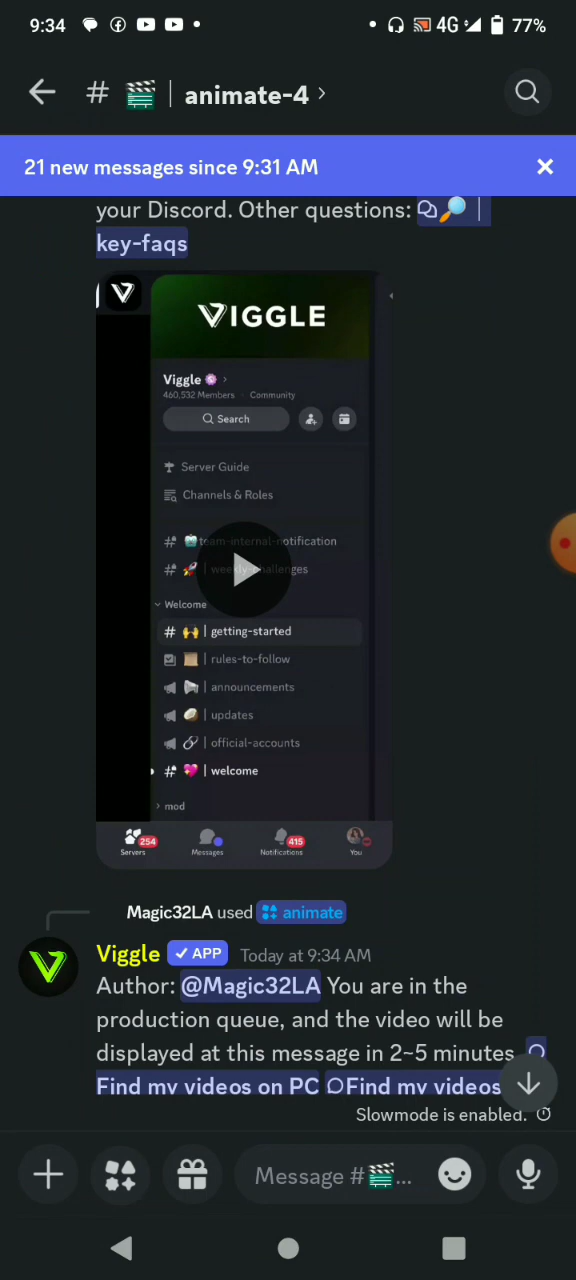 9:34
4G
77%
# | animate-4
21 new messages since 9:31 AM
your Discord. Other questions:
key-faqs
VIGGLE
Viggle
460,532 Members · Community
Search
Server Guide
Channels & Roles
team-internal-notification
weekly-challenges
Welcome
# | getting-started
| rules-to-follow
| announcements
| updates
| official-accounts
# | welcome
mod
254
415
Servers
Messages
Notifications
You
Magic32LA used animate
Viggle ✓ APP Today at 9:34 AM
Author: @Magic32LA You are in the
production queue, and the video will be
displayed at this message in 2~5 minutes
Find my videos on PC Find my videos
Slowmode is enabled.
Message #🎬...